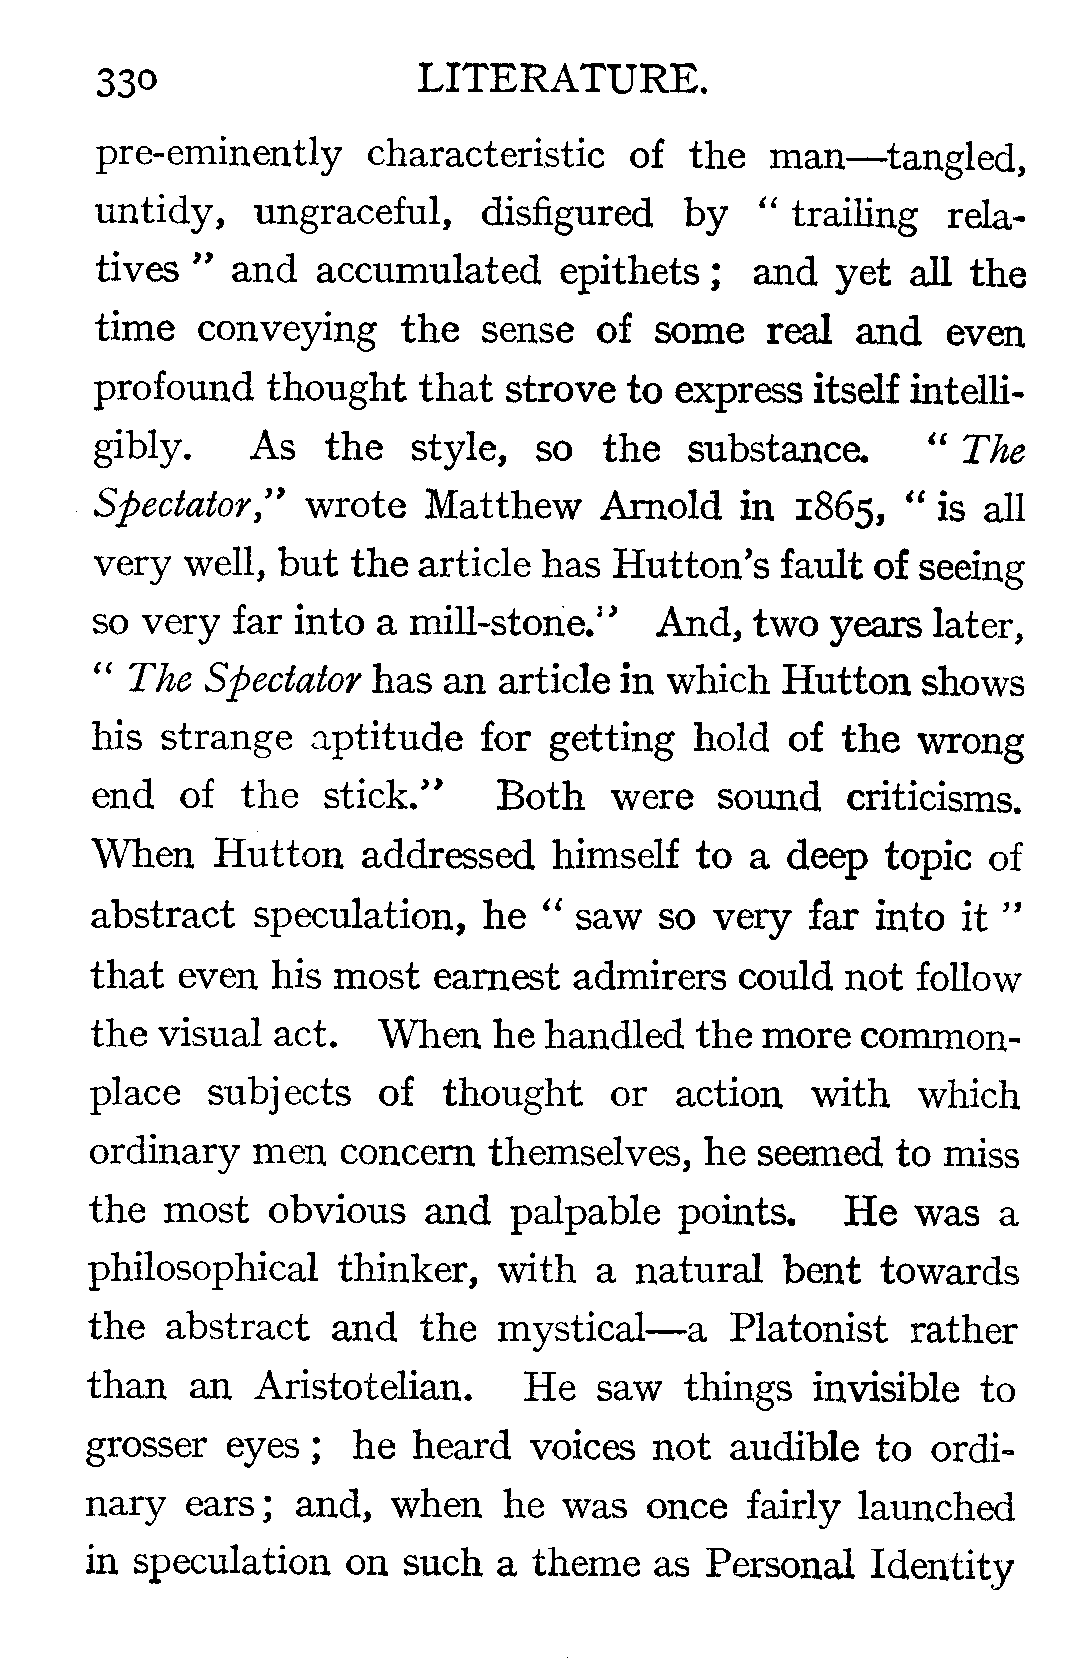 330 LITERATURE.
pre-eminently characteristic of the man—tangled,
untidy, ungraceful, disfigured by “ trailing rela-
tives ” and accumulated epithets ; and yet all the
time conveying the sense of some real and even
profound thought that strove to express itself intelli-
gibly. As the style, so the substance. “ The
Spectator,” wrote Matthew Arnold in 1865, “ is all
very well, but the article has Hutton’s fault of seeing
so very far into a mill-stone.” And, two years later,
“ The Spectator has an article in which Hutton shows
his strange aptitude for getting hold of the wrong
end of the stick.” Both were sound criticisms.
When Hutton addressed himself to a deep topic of
abstract speculation, he “ saw so very far into it ”
that even his most earnest admirers could not follow
the visual act. When he handled the more common-
place subjects of thought or action with which
ordinary men concern themselves, he seemed to miss
the most obvious and palpable points. He was a
philosophical thinker, with a natural bent towards
the abstract and the mystical—a Platonist rather
than an Aristotelian. He saw things invisible to
grosser eyes ; he heard voices not audible to ordi-
nary ears ; and, when he was once fairly launched
in speculation on such a theme as Personal Identity